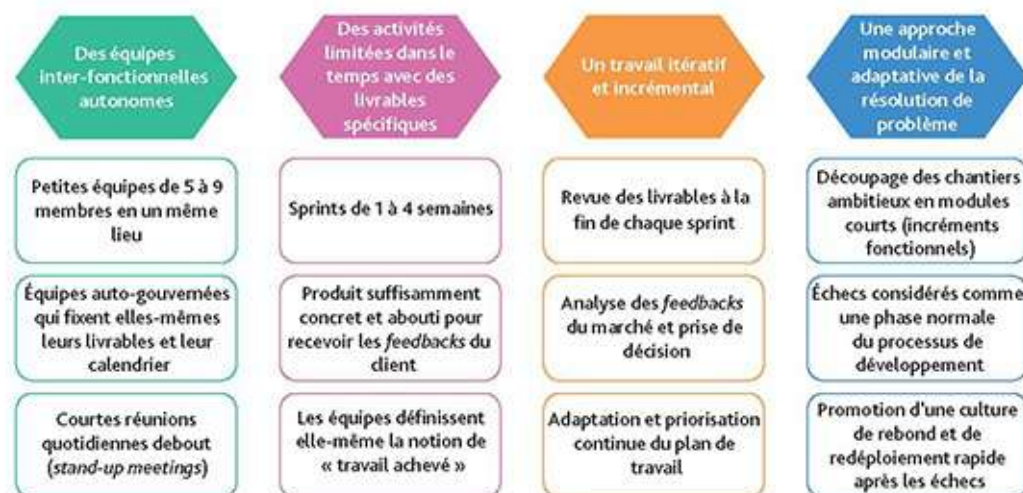 Des équipes
inter-fonctionnelles
autonomes
Des activités
limitées dans le
temps avec des
livrables
spécifiques
Un travail itératif
et incrémental
Une approche
modulaire et
adaptative de la
résolution de
problème
Petites équipes de 5 à 9
membres en un même
lieu
Sprints de 1 à 4 semaines
Revue des livrables à la
fin de chaque sprint
Découpage des chantiers
ambitieux en modules
courts (incréments
fonctionnels)
Équipes auto-gouvernées
qui fixent elles-mêmes
leurs livrables et leur
calendrier
Produit suffisamment
concret et abouti pour
recevoir les feedbacks du
client
Analyse des feedbacks
du marché et prise de
décision
Échecs considérés comme
une phase normale
du processus de
développement
Courtes réunions
quotidiennes debout
(stand-up meetings)
Les équipes définissent
elle-même la notion de
« travail achevé »
Adaptation et priorisation
continue du plan de
travail
Promotion d'une culture
de rebond et de
redéploiement rapide
après les échecs